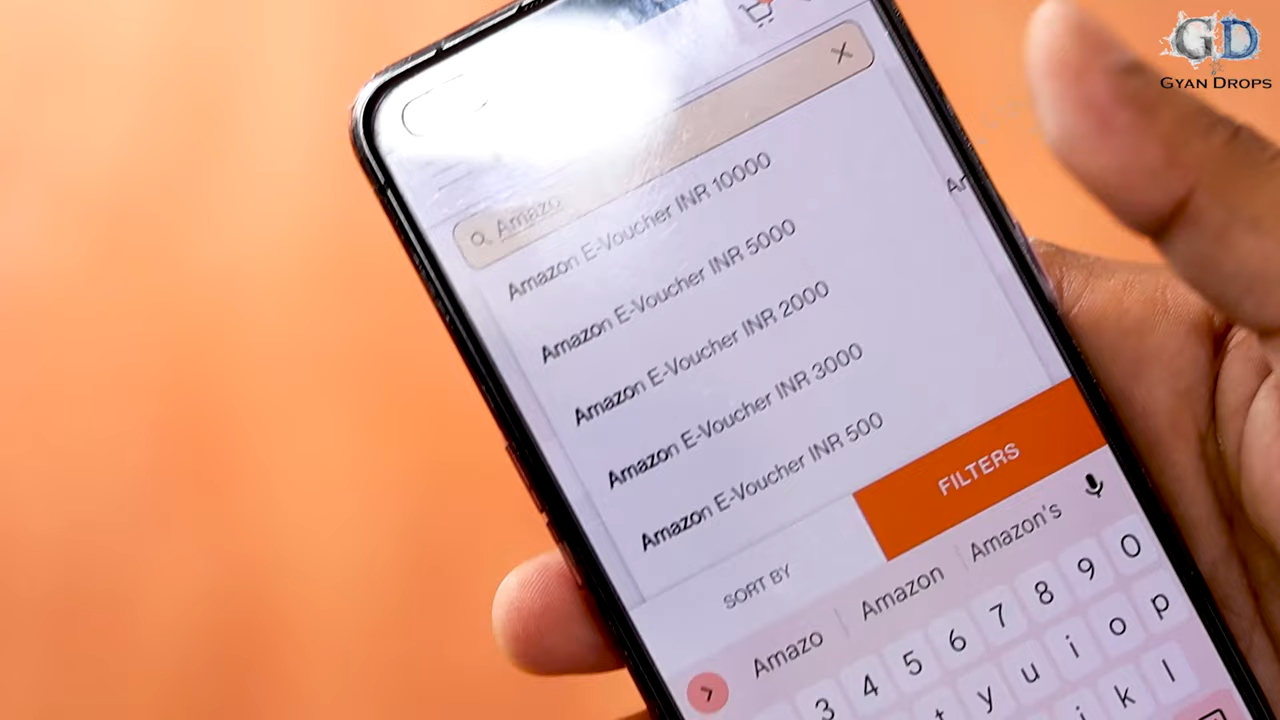 GD
GYAN DROPS
Amazo
Amazon E-Voucher INR 10000
Amazon E-Voucher INR 5000
Amazon E-Voucher INR 2000
Amazon E-Voucher INR 3000
Amazon E-Voucher INR 500
SORT BY
FILTERS
Amazo Amazon Amazon's
3 4 5 6 7 8 9 0
y u i o p
k l